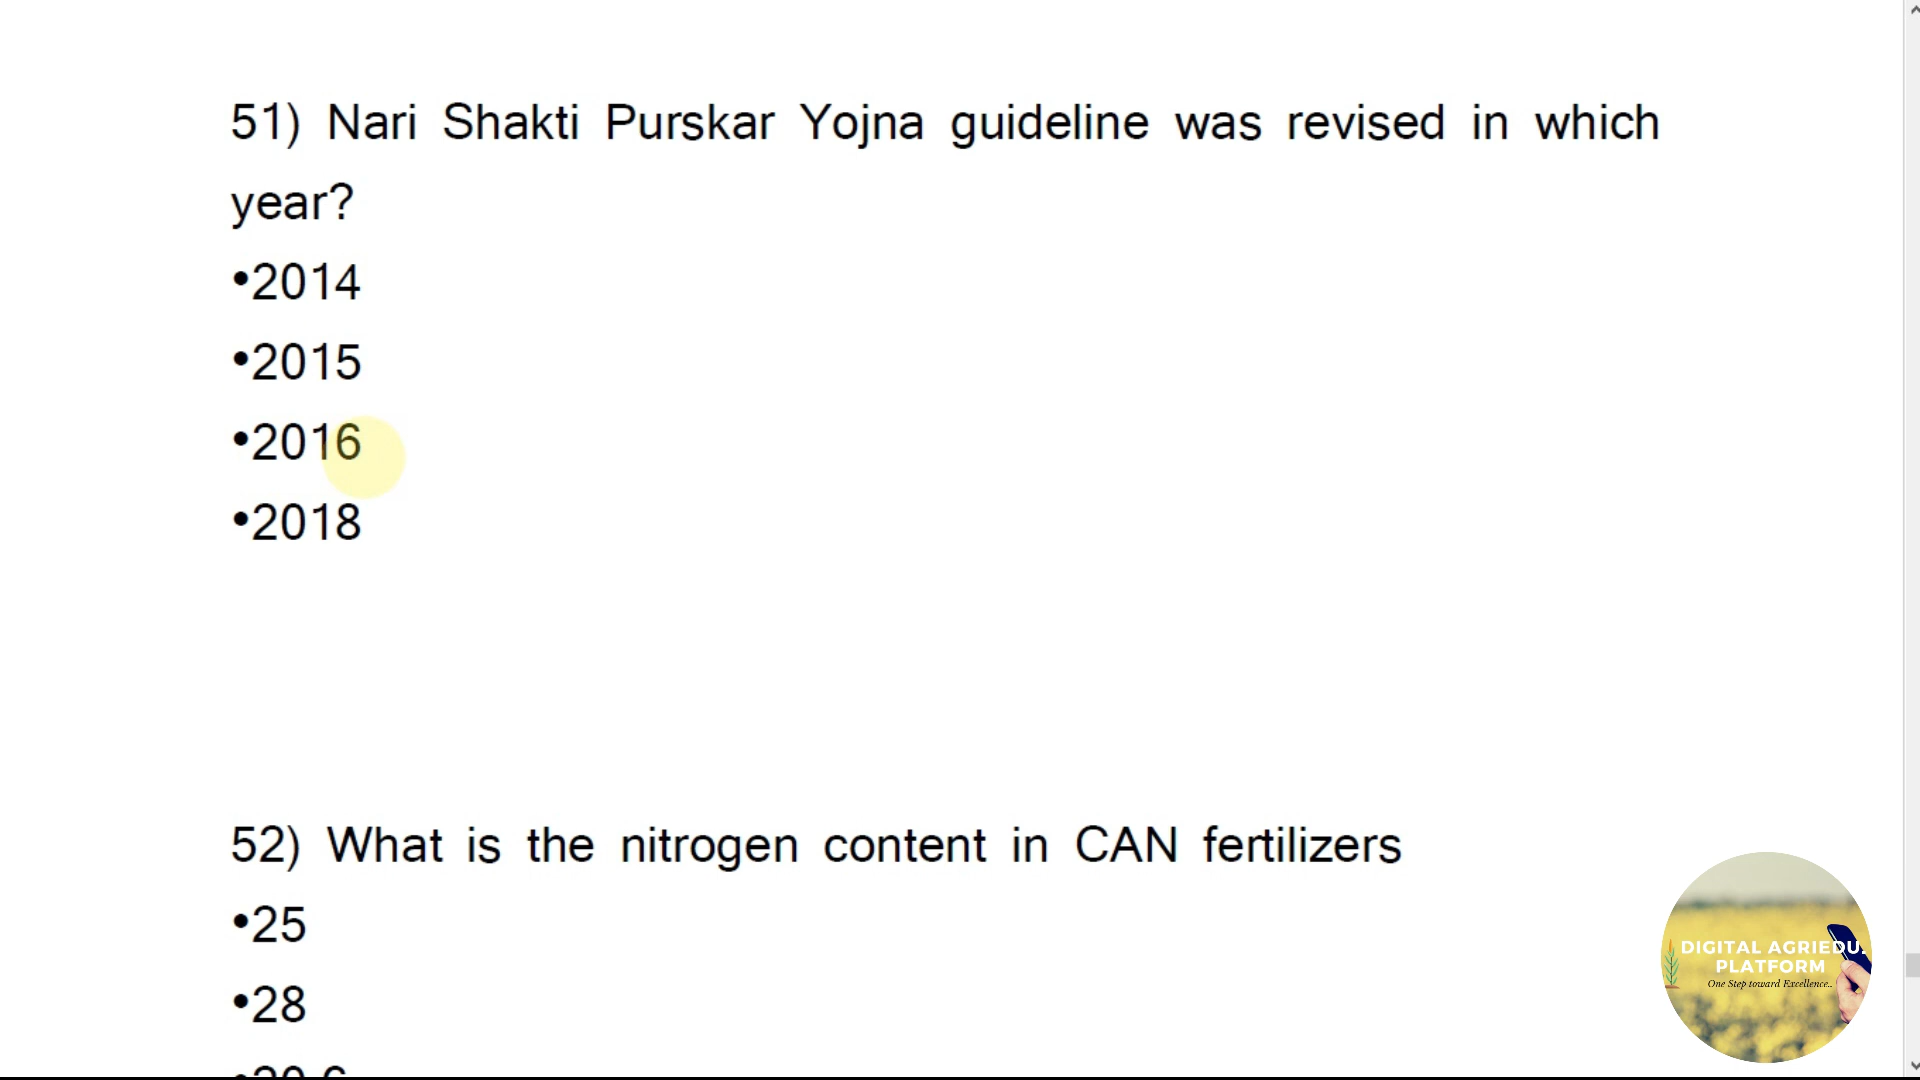 51) Nari Shakti Purskar Yojna guideline was revised in which
year?
•2014
•2015
•2016
•2018
52) What is the nitrogen content in CAN fertilizers
•25
•28
DIGITAL AGRIEDU.
PLATFORM
One Step toward Excellence..